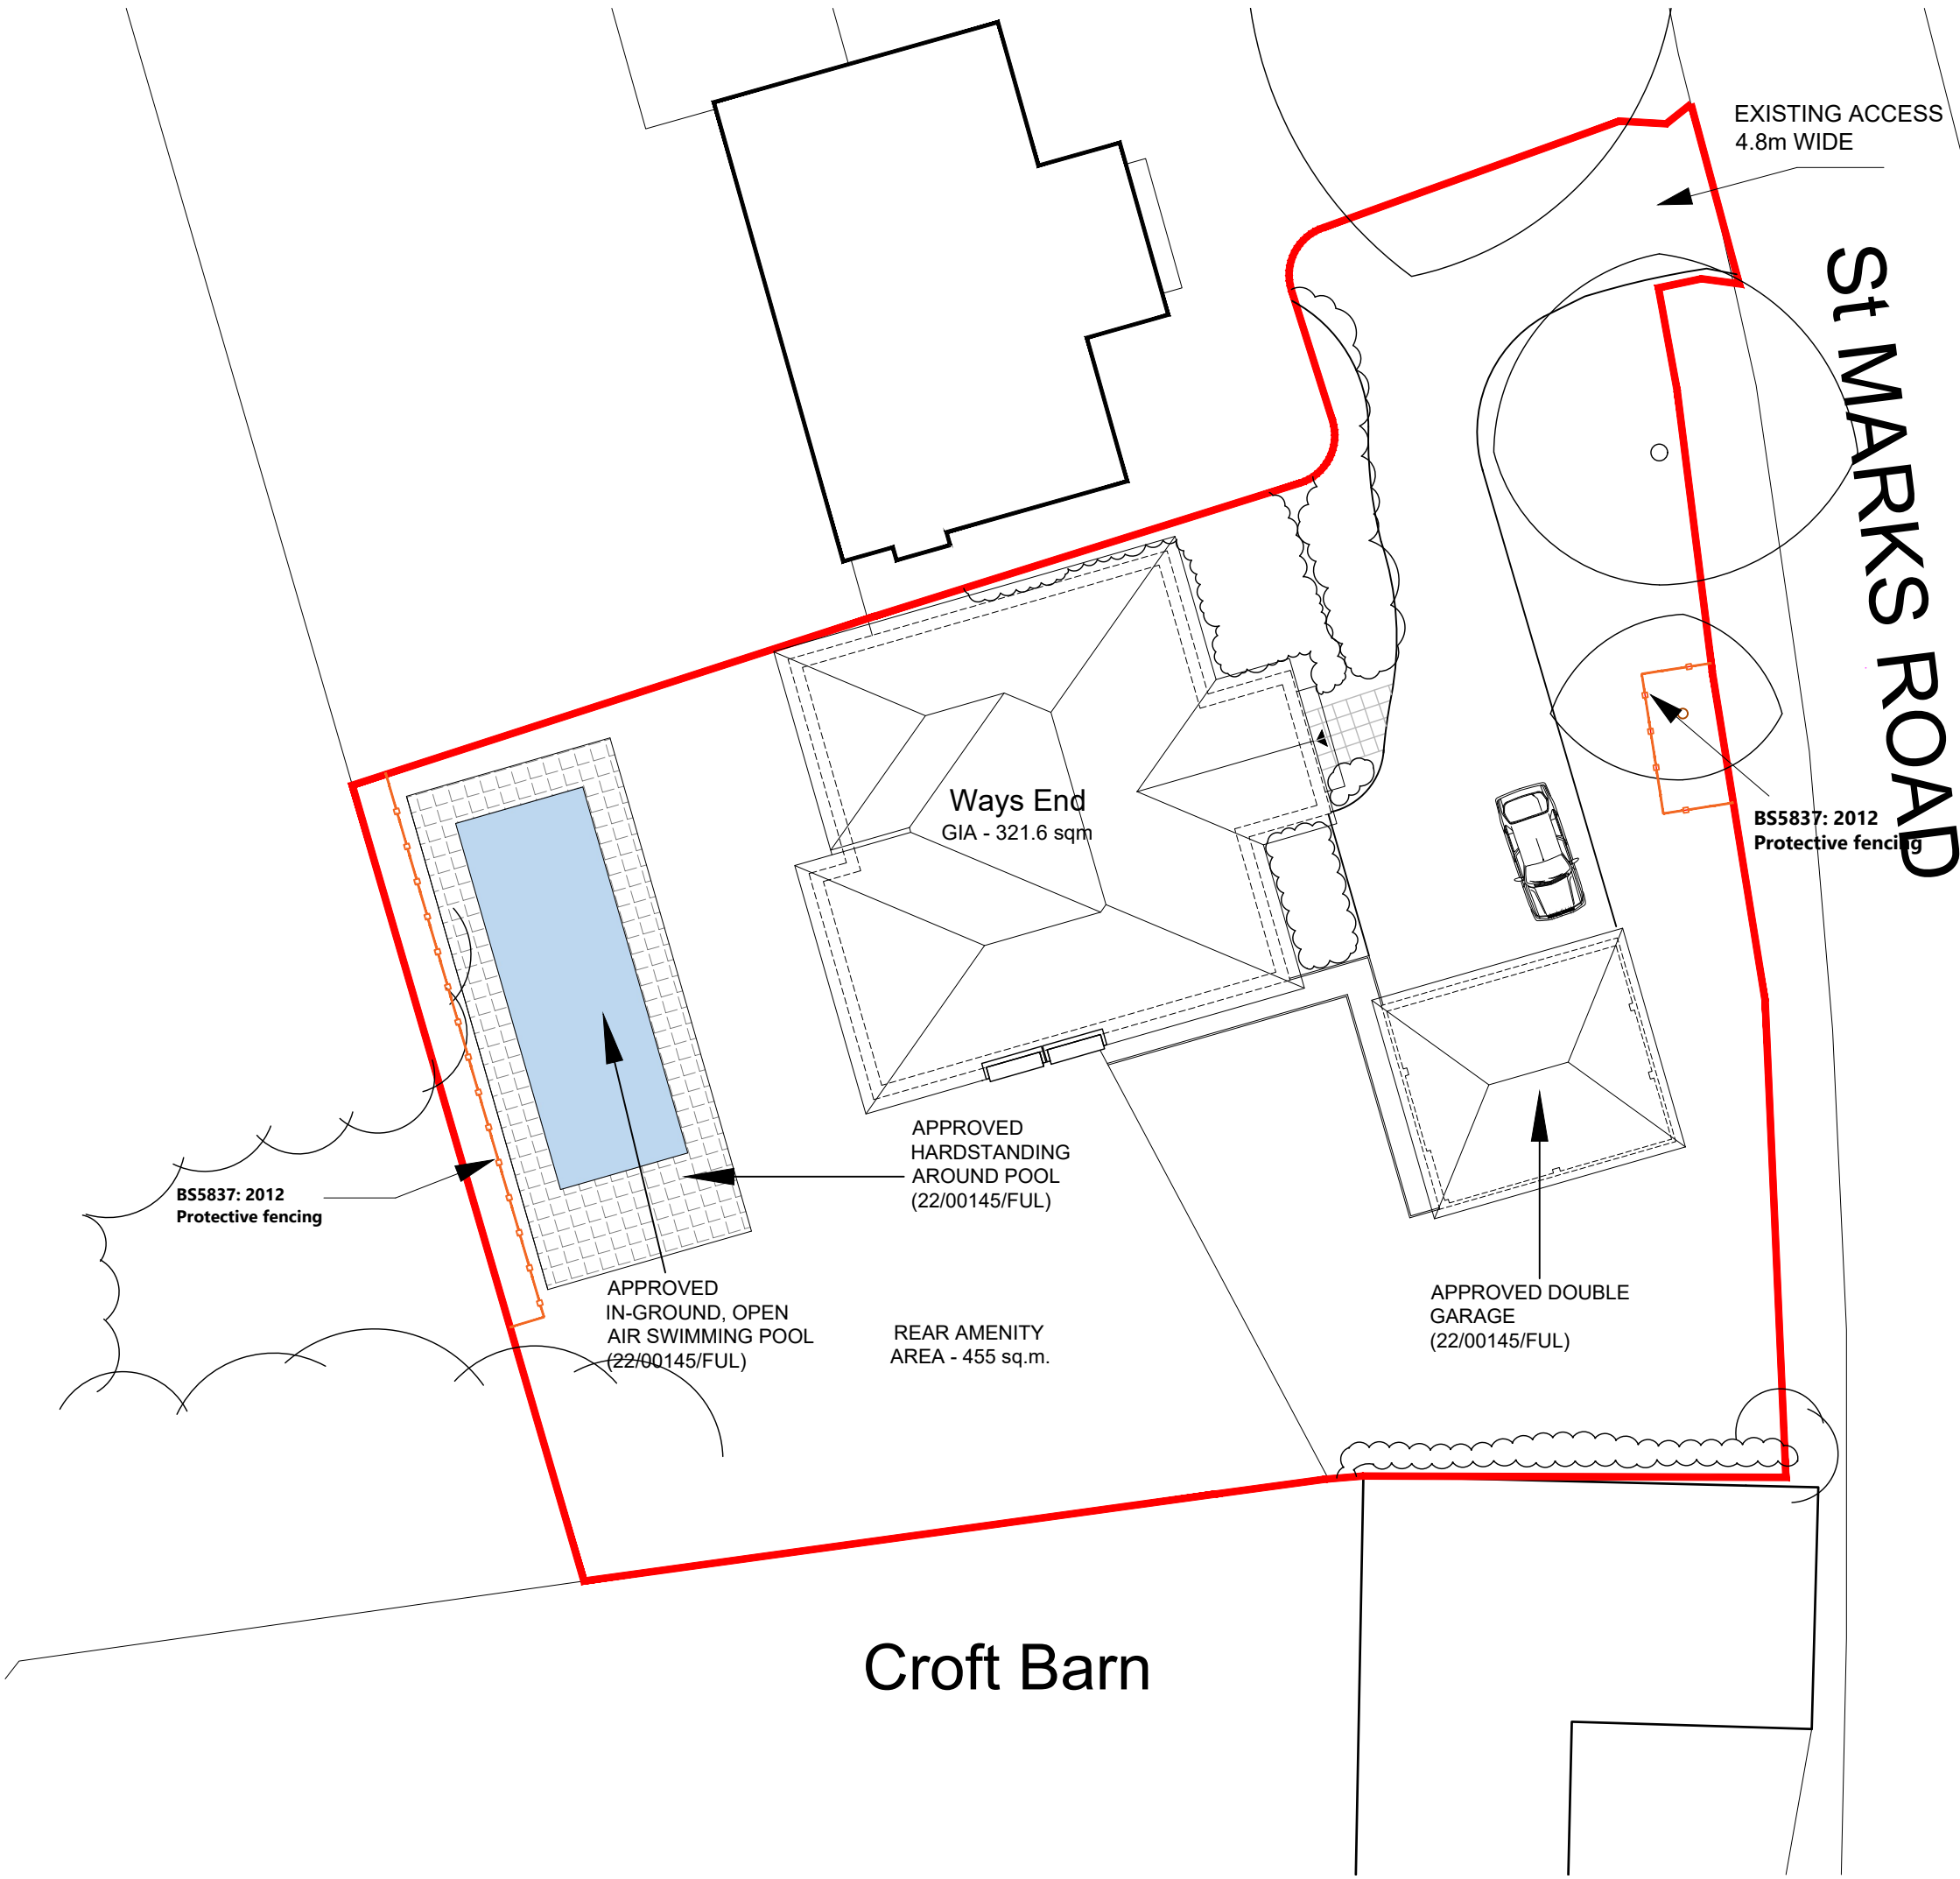 EXISTING ACCESS
4.8m WIDE
St MARKS ROAD
Ways End
GIA - 321.6 sqm
BS5837: 2012
Protective fencing
APPROVED
HARDSTANDING
AROUND POOL
(22/00145/FUL)
BS5837: 2012
Protective fencing
APPROVED
IN-GROUND, OPEN
AIR SWIMMING POOL
(22/00145/FUL)
REAR AMENITY
AREA - 455 sq.m.
APPROVED DOUBLE
GARAGE
(22/00145/FUL)
Croft Barn